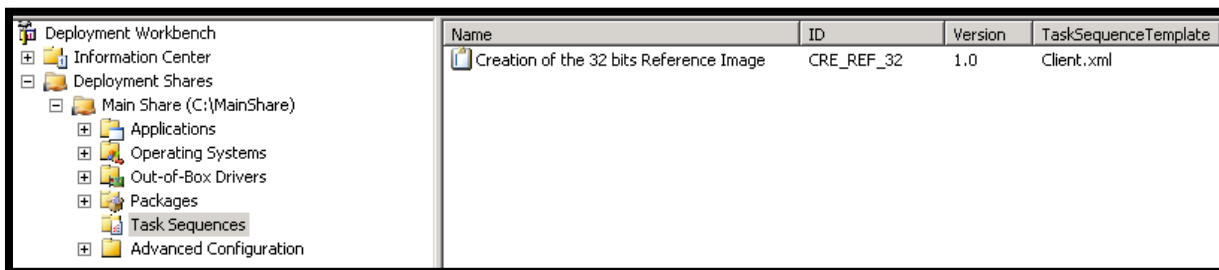 Deployment Workbench
Information Center
Deployment Shares
Main Share (C:\MainShare)
Applications
Operating Systems
Out-of-Box Drivers
Packages
Task Sequences
Advanced Configuration
Name ID Version TaskSequenceTemplate
Creation of the 32 bits Reference Image CRE_REF_32 1.0 Client.xml